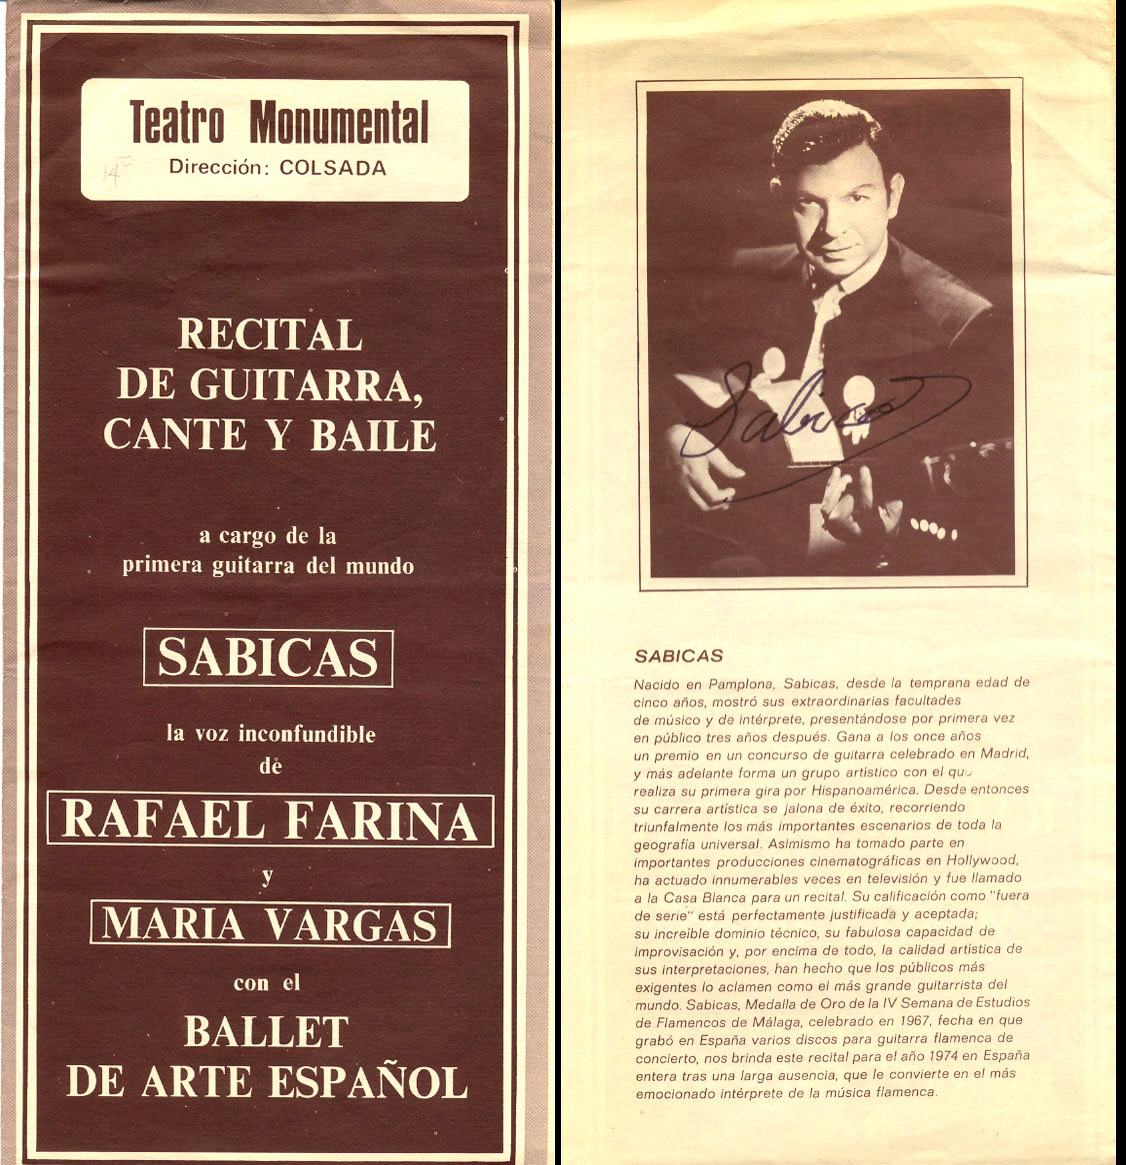 Teatro Monumental
Dirección: COLSADA
RECITAL
DE GUITARRA,
CANTE Y BAILE
a cargo de la
primera guitarra del mundo
SABICAS
la voz inconfundible
de
RAFAEL FARINA
y
MARIA VARGAS
con el
BALLET
DE ARTE ESPAÑOL
Sabicas
SABICAS
Nacido en Pamplona, Sabicas, desde la temprana edad de
cinco años, mostró sus extraordinarias facultades
de músico y de intérprete, presentándose por primera vez
en público tres años después. Gana a los once años
un premio en un concurso de guitarra celebrado en Madrid,
y más adelante forma un grupo artístico con el que
realiza su primera gira por Hispanoamérica. Desde entonces
su carrera artística se jalona de éxito, recorriendo
triunfalmente los más importantes escenarios de toda la
geografía universal. Asimismo ha tomado parte en
importantes producciones cinematográficas en Hollywood,
ha actuado innumerables veces en televisión y fue llamado
a la Casa Blanca para un recital. Su calificación como "fuera
de serie" está perfectamente justificada y aceptada;
su increíble dominio técnico, su fabulosa capacidad de
improvisación y, por encima de todo, la calidad artística de
sus interpretaciones, han hecho que los públicos más
exigentes lo aclamen como el más grande guitarrista del
mundo. Sabicas, Medalla de Oro de la IV Semana de Estudios
de Flamencos de Málaga, celebrado en 1967, fecha en que
grabó en España varios discos para guitarra flamenca de
concierto, nos brinda este recital para el año 1974 en España
entera tras una larga ausencia, que le convierte en el más
emocionado intérprete de la música flamenca.